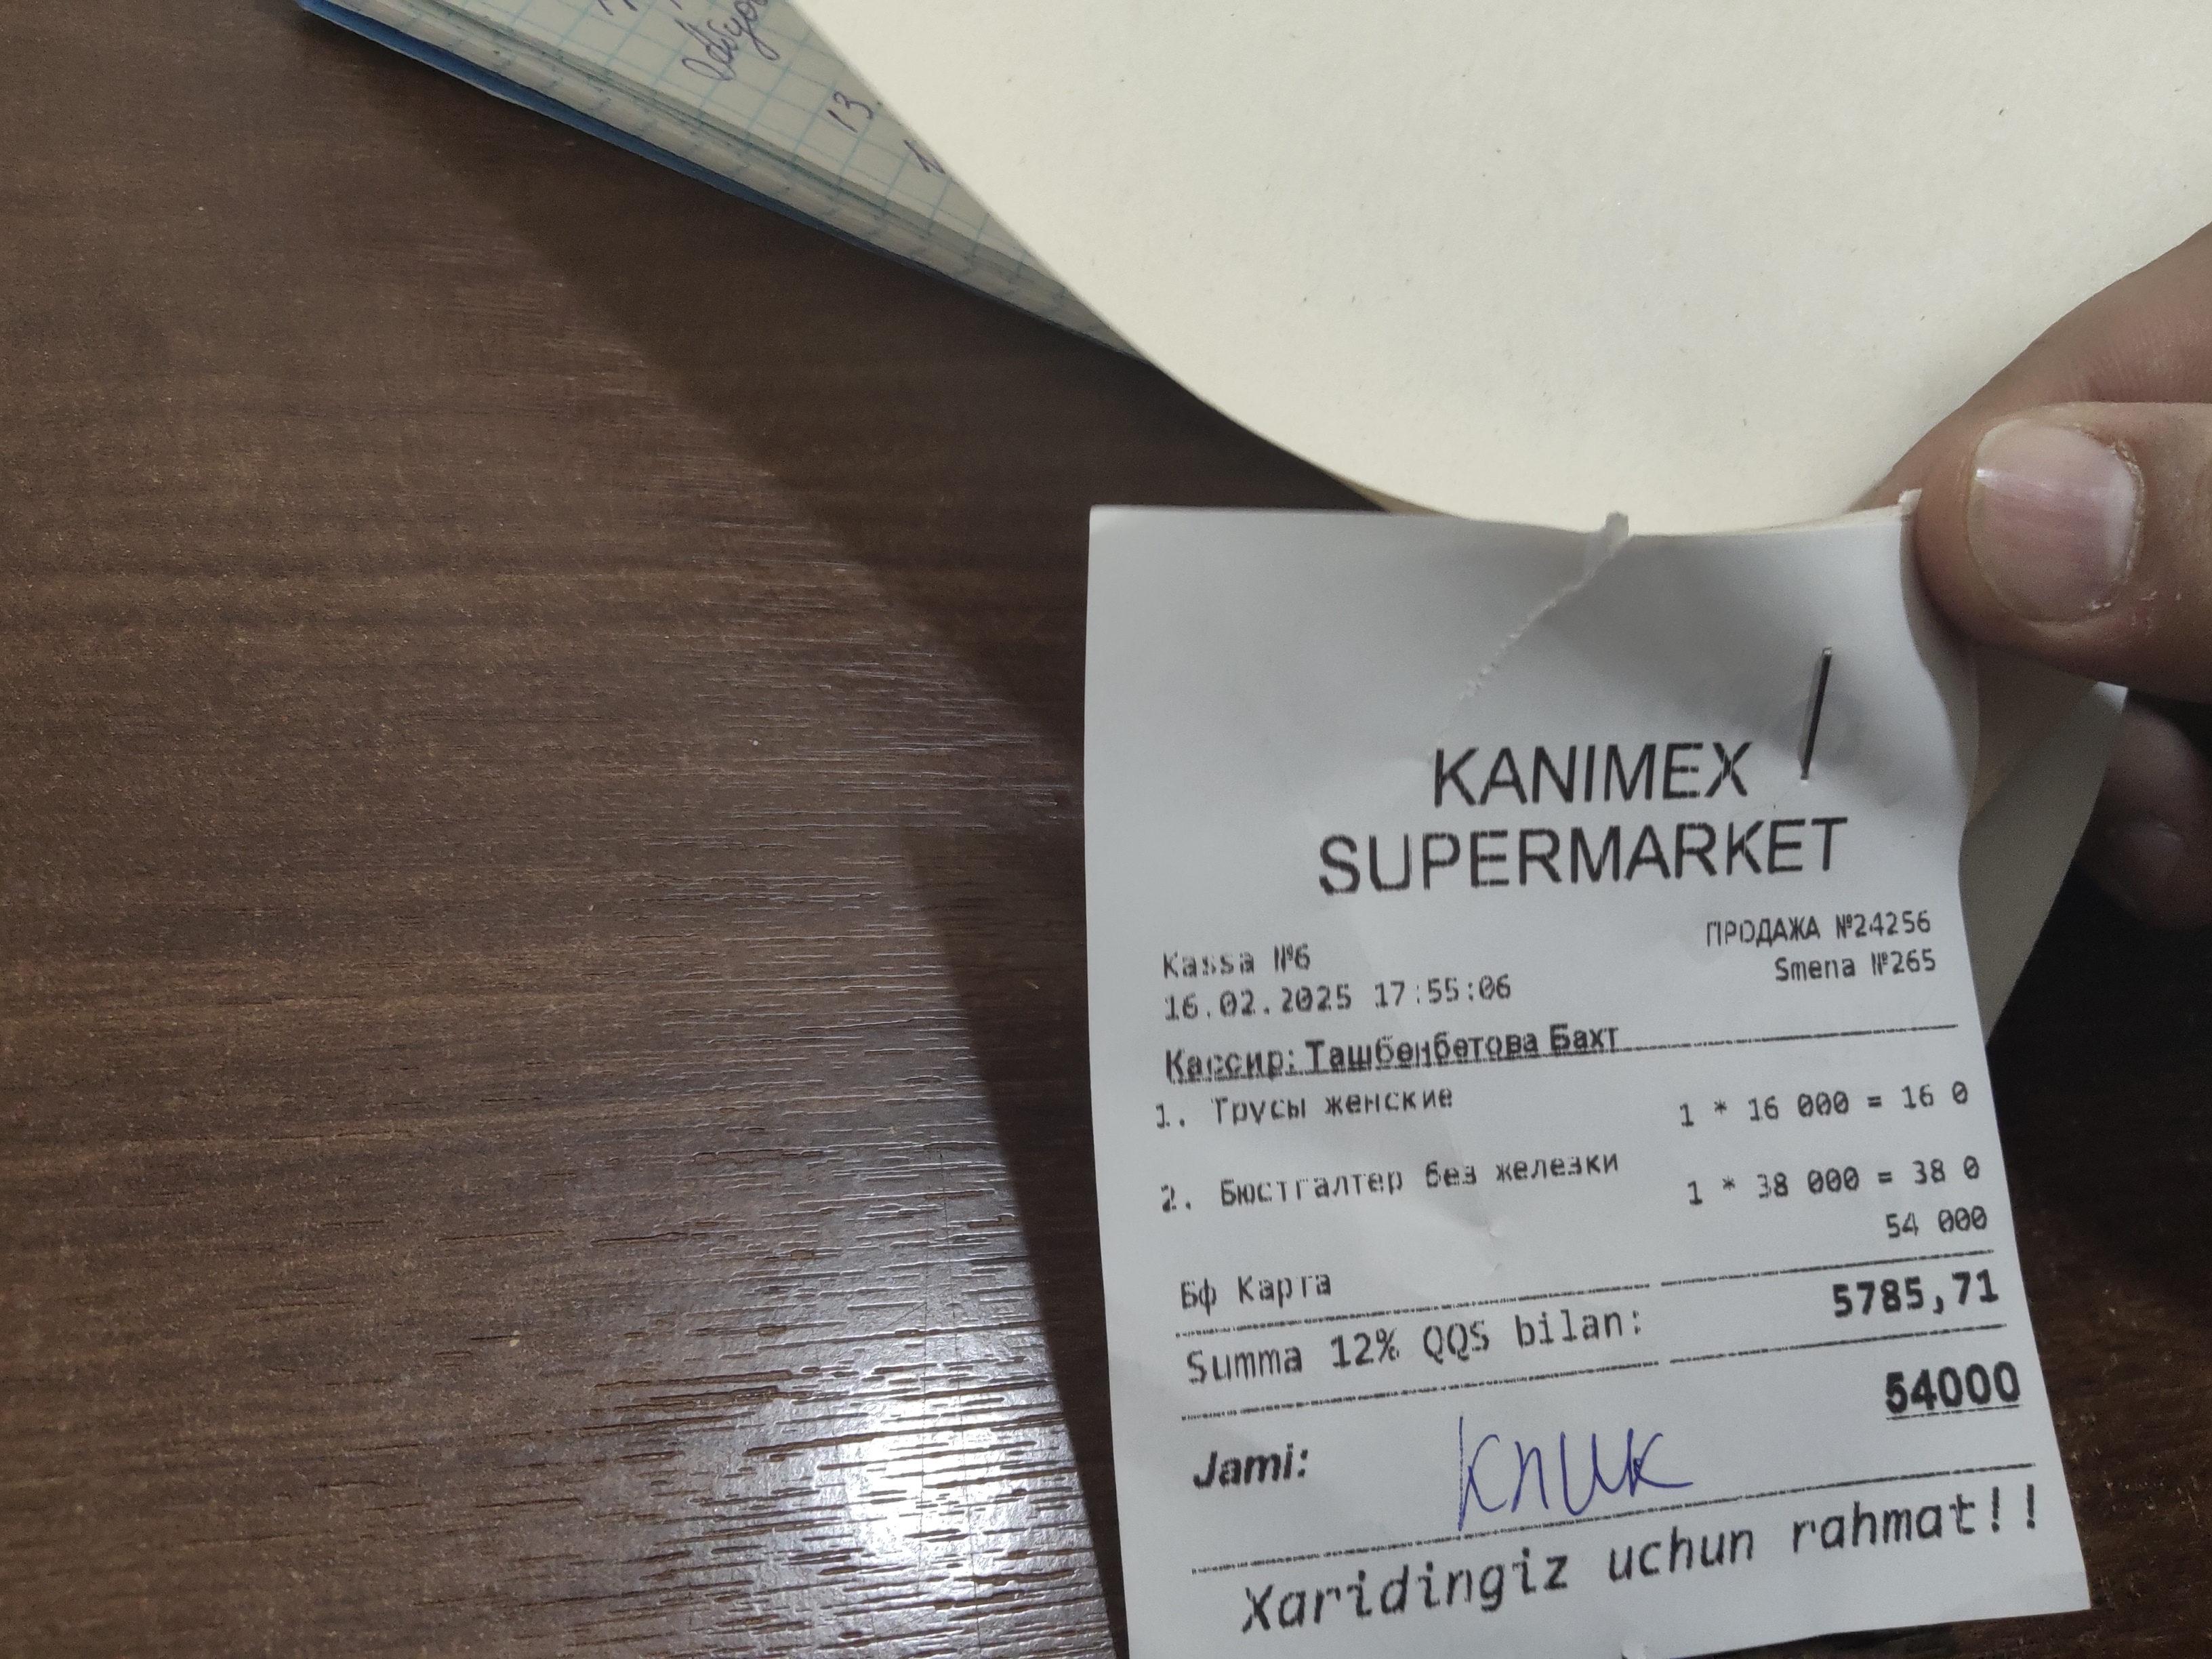 13
KANIMEX
SUPERMARKET
ПРОДАЖА №24256
Kassa №6
Smena №265
16.02.2025 17:55:06
Кассир: Ташбенбетова Бахт
1. Трусы женские
1 * 16 000 = 16 0
2. Бюстгалтер без железки
1 * 38 000 = 38 0
54 000
Бф Карта
5785,71
Summa 12% QQS bilan:
54000
Jami:
клик
Xaridingiz uchun rahmat!!